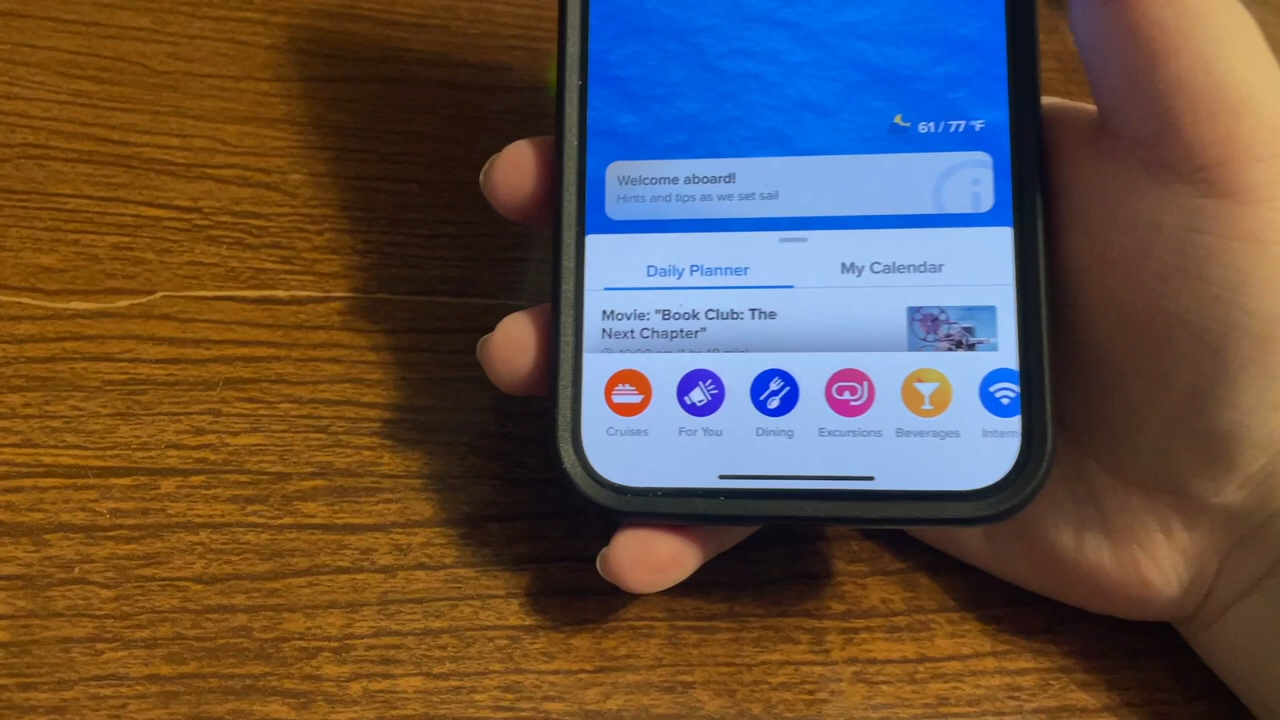 61 / 77 °F
Welcome aboard!
Hints and tips as we set sail
Daily Planner
My Calendar
Movie: "Book Club: The
Next Chapter"
Cruises
For You
Dining
Excursions
Beverages
Intern